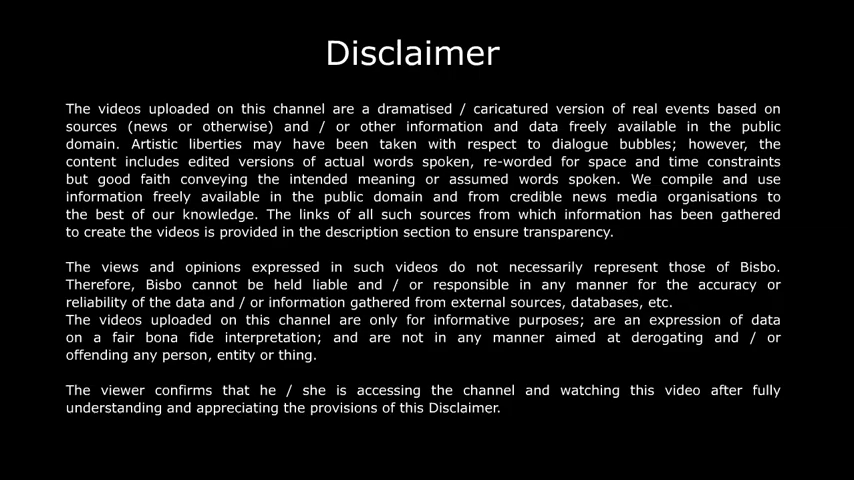 Disclaimer
The videos uploaded on this channel are a dramatised / caricatured version of real events based on
sources (news or otherwise) and / or other information and data freely available in the public
domain. Artistic liberties may have been taken with respect to dialogue bubbles; however, the
content includes edited versions of actual words spoken, re-worded for space and time constraints
but good faith conveying the intended meaning or assumed words spoken. We compile and use
information freely available in the public domain and from credible news media organisations to
the best of our knowledge. The links of all such sources from which information has been gathered
to create the videos is provided in the description section to ensure transparency.
The views and opinions expressed in such videos do not necessarily represent those of Bisbo.
Therefore, Bisbo cannot be held liable and / or responsible in any manner for the accuracy or
reliability of the data and / or information gathered from external sources, databases, etc.
The videos uploaded on this channel are only for informative purposes; are an expression of data
on a fair bona fide interpretation; and are not in any manner aimed at derogating and / or
offending any person, entity or thing.
The viewer confirms that he / she is accessing the channel and watching this video after fully
understanding and appreciating the provisions of this Disclaimer.